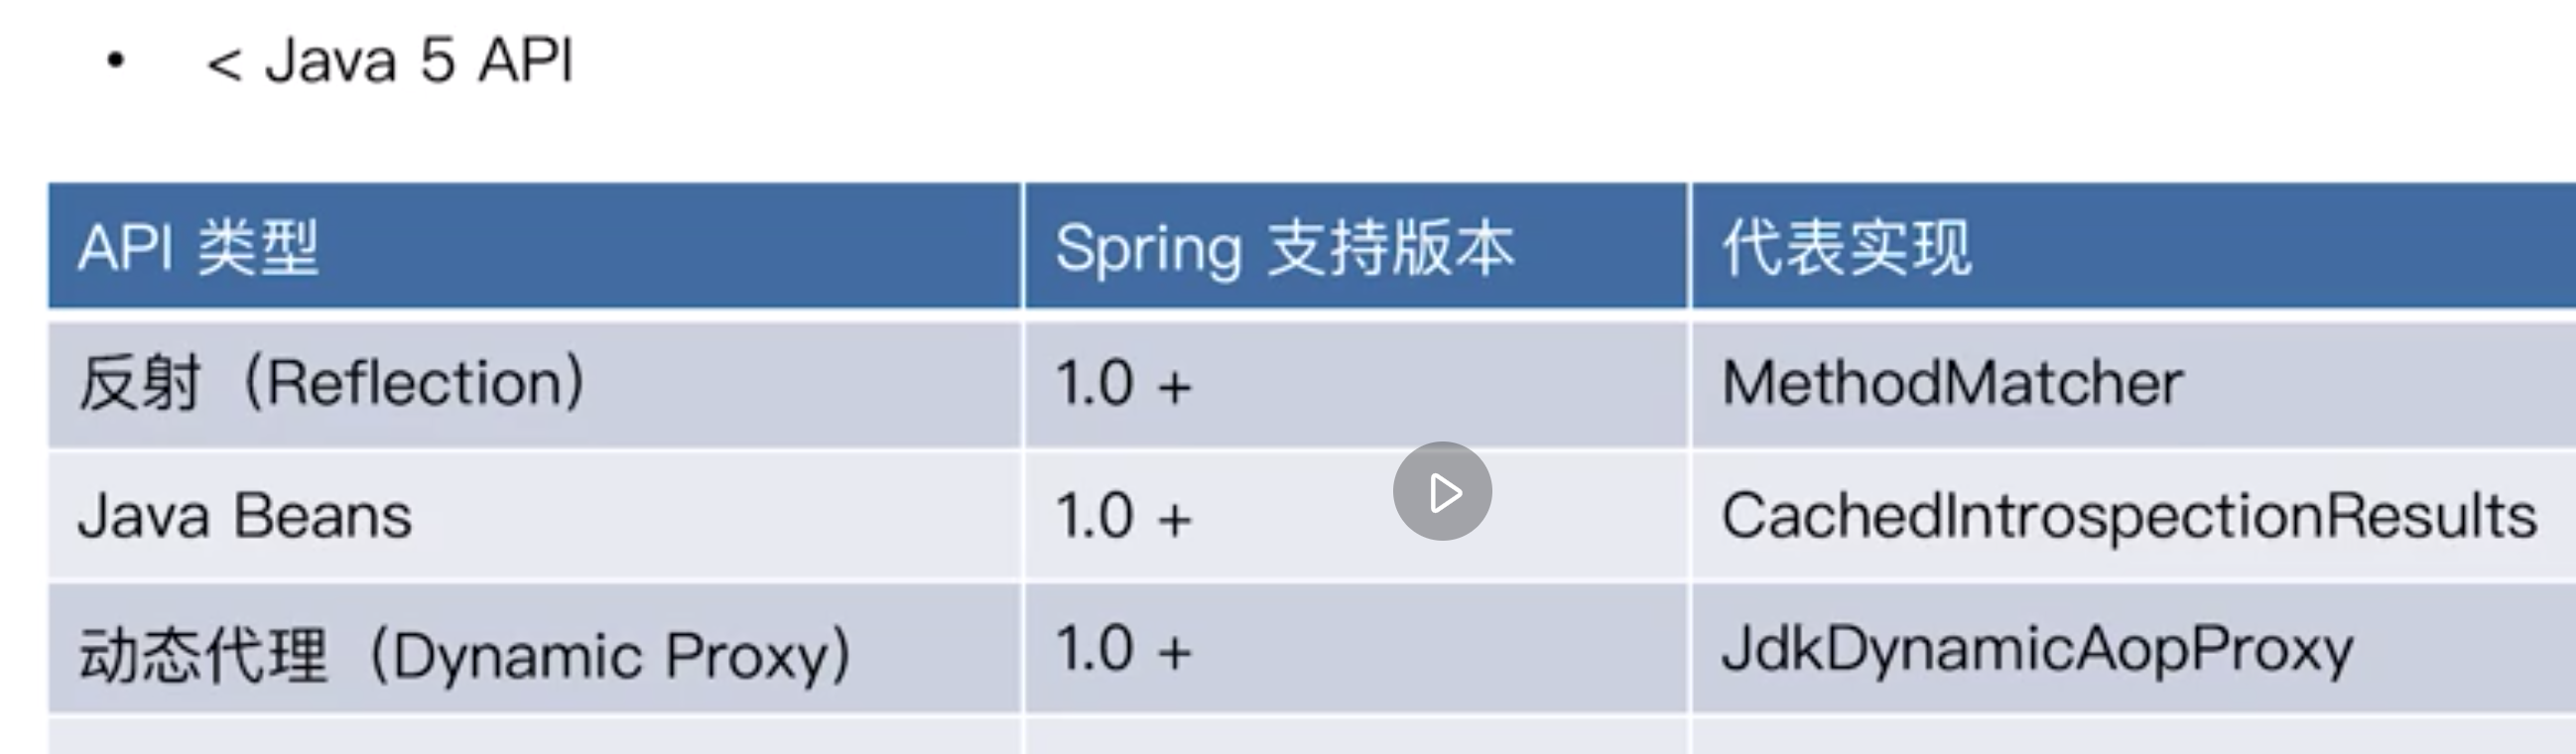 • < Java 5 API
API 类型 Spring 支持版本 代表实现
反射（Reflection） 1.0 + MethodMatcher
Java Beans 1.0 + CachedIntrospectionResults
动态代理（Dynamic Proxy） 1.0 + JdkDynamicAopProxy